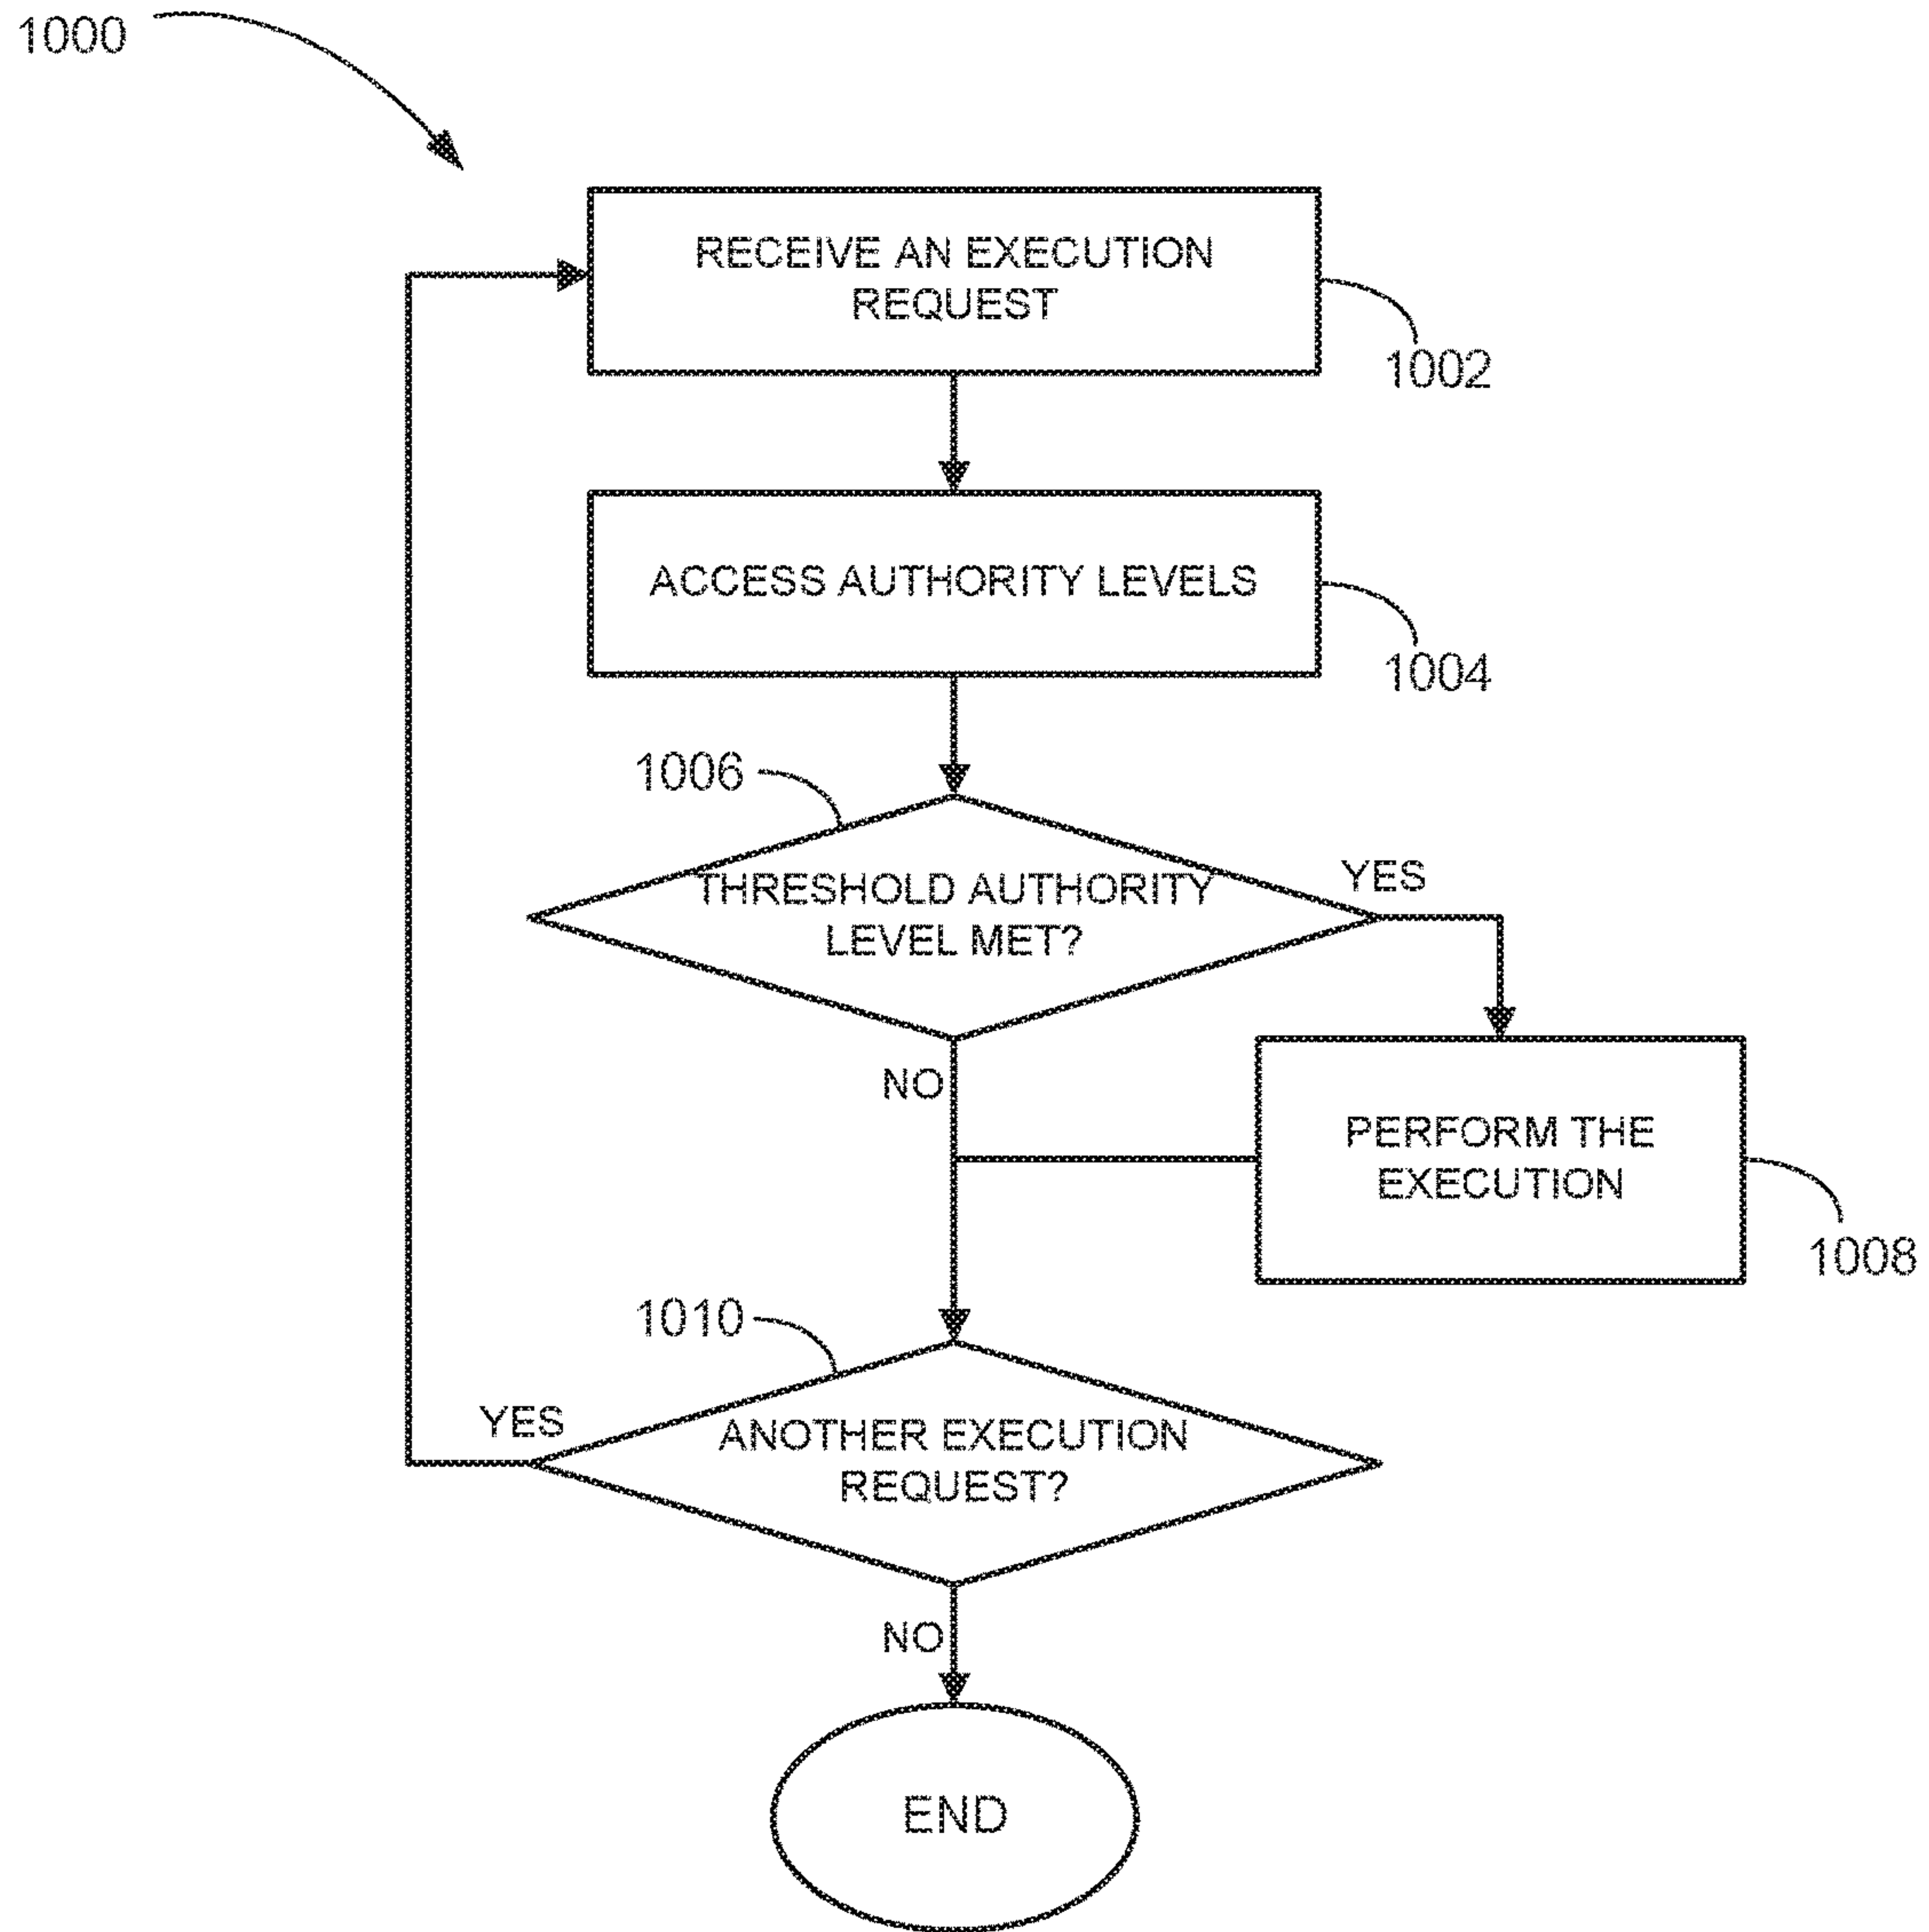 1000
RECEIVE AN EXECUTION
REQUEST
1002
ACCESS AUTHORITY LEVELS
1004
1006
THRESHOLD AUTHORITY
LEVEL MET?
YES
NO
PERFORM THE
EXECUTION
1008
1010
YES
ANOTHER EXECUTION
REQUEST?
NO
END